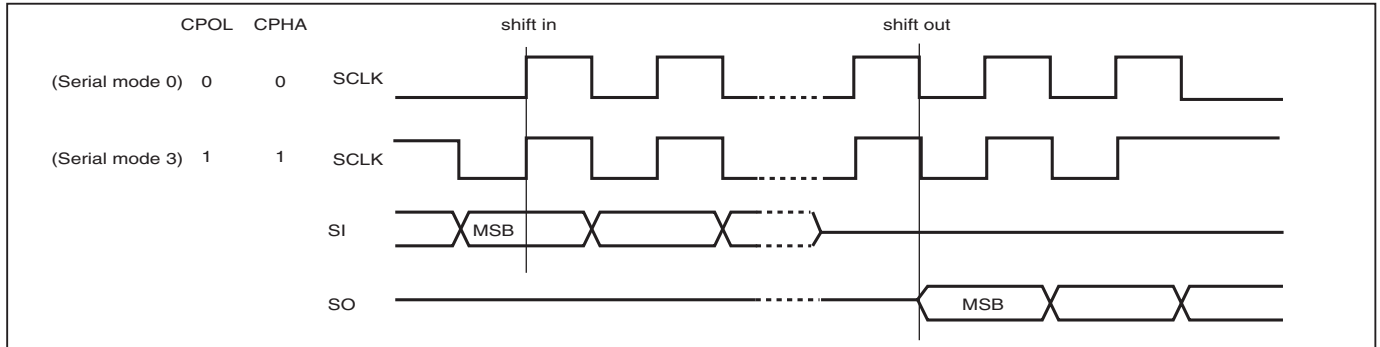 CPOL CPHA shift in shift out
(Serial mode 0) 0 0 SCLK
(Serial mode 3) 1 1 SCLK
SI MSB
SO MSB